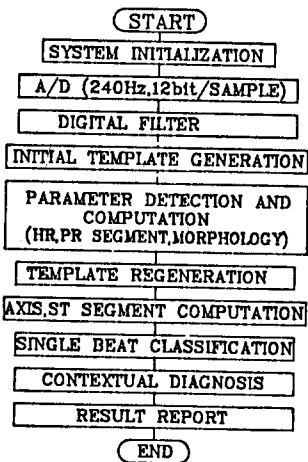 START
SYSTEM INITIALIZATION
A/D (240Hz,12bit/SAMPLE)
DIGITAL FILTER
INITIAL TEMPLATE GENERATION
PARAMETER DETECTION AND
COMPUTATION
(HR,PR SEGMENT,MORPHOLOGY)
TEMPLATE REGENERATION
AXIS,ST SEGMENT COMPUTATION
SINGLE BEAT CLASSIFICATION
CONTEXTUAL DIAGNOSIS
RESULT REPORT
END